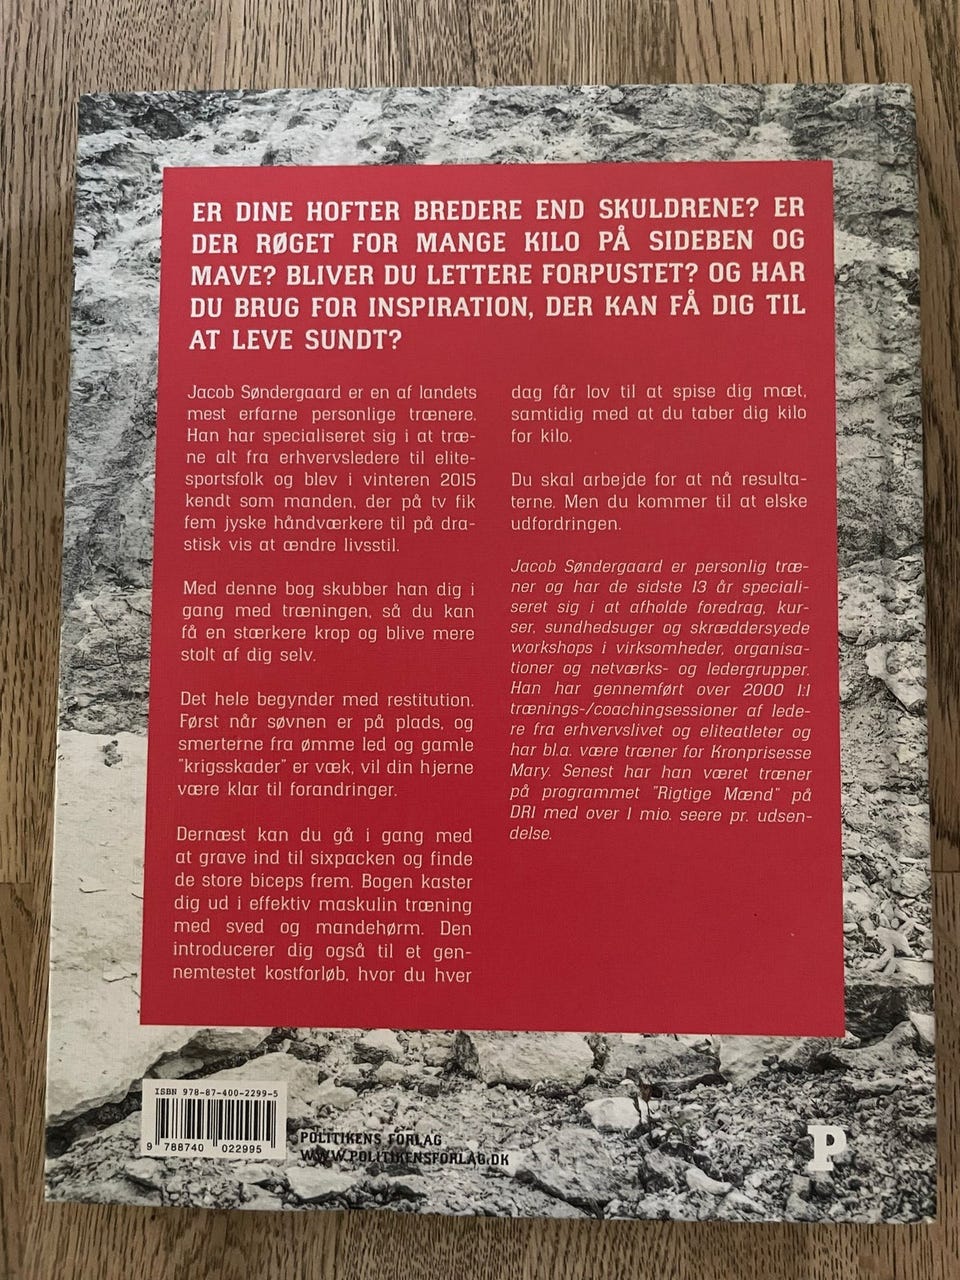 ER DINE HOFTER BREDERE END SKULDRENE? ER
DER RØGET FOR MANGE KILO PÅ SIDEBEN OG
MAVE? BLIVER DU LETTERE FORPUSTET? OG HAR
DU BRUG FOR INSPIRATION, DER KAN FÅ DIG TIL
AT LEVE SUNDT?
Jacob Søndergaard er en af landets
mest erfarne personlige trænere.
Han har specialiseret sig i at træ-
ne alt fra erhvervsledere til elite-
sportsfolk og blev i vinteren 2015
kendt som manden, der på tv fik
fem jyske håndværkere til på dra-
stisk vis at ændre livsstil.
Med denne bog skubber han dig i
gang med træningen, så du kan
få en stærkere krop og blive mere
stolt af dig selv.
Det hele begynder med restitution.
Først når søvnen er på plads, og
smerterne fra ømme led og gamle
"krigsskader" er væk, vil din hjerne
være klar til forandringer.
Dernæst kan du gå i gang med
at grave ind til sixpacken og finde
de store biceps frem. Bogen kaster
dig ud i effektiv maskulin træning
med sved og mandehørm. Den
introducerer dig også til et gen-
nemtestet kostforløb, hvor du hver
dag får lov til at spise dig mæt,
samtidig med at du taber dig kilo
for kilo.
Du skal arbejde for at nå resulta-
terne. Men du kommer til at elske
udfordringen.
Jacob Søndergaard er personlig træ-
ner og har de sidste 13 år speciali-
seret sig i at afholde foredrag, kur-
ser, sundhedsuger og skræddersyede
workshops i virksomheder, organisa-
tioner og netværks- og ledergrupper.
Han har gennemført over 2000 1:1
trænings-/coachingsessioner af lede-
re fra erhvervslivet og eliteatleter og
har bl.a. være træner for Kronprisesse
Mary. Senest har han været træner
på programmet "Rigtige Mænd" på
DR1 med over 1 mio. seere pr. udsen-
delse.
ISBN 978-87-400-2299-5
9 788740 022995
POLITIKENS FORLAG
WWW.POLITIKENSFORLAG.DK
P